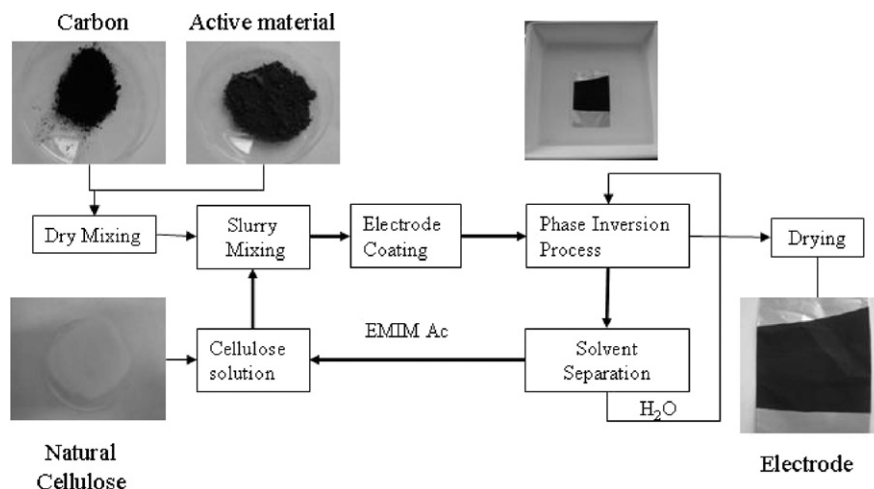 Carbon
Active material
Dry Mixing
Slurry
Mixing
Electrode
Coating
Phase Inversion
Process
Drying
Cellulose
solution
EMIM Ac
Solvent
Separation
H₂O
Natural
Cellulose
Electrode